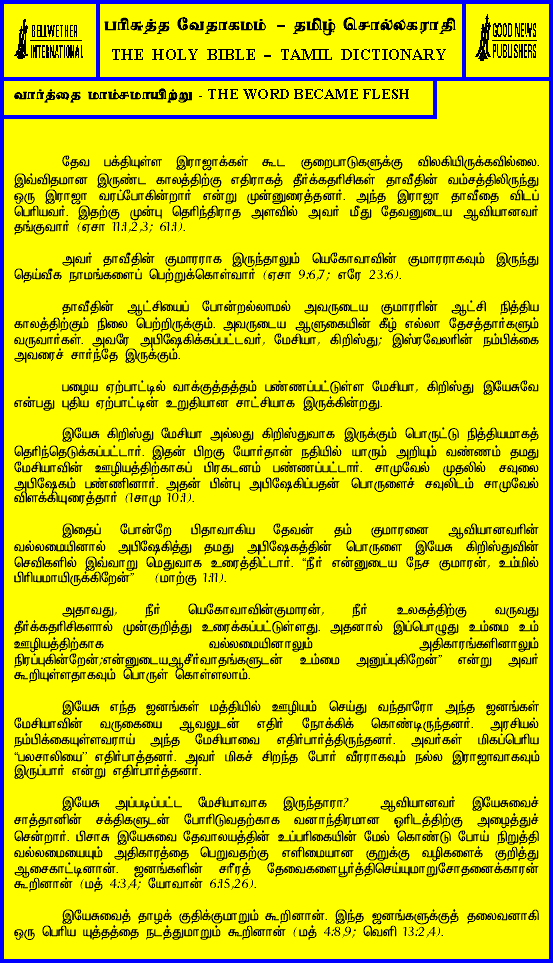 BELLWETHER
INTERNATIONAL
பரிசுத்த வேதாகமம் – தமிழ் சொல்லகராதி
THE HOLY BIBLE – TAMIL DICTIONARY
GOOD NEWS
PUBLISHERS
வார்த்தை மாம்சமாயிற்று - THE WORD BECAME FLESH
தேவ பக்தியுள்ள இராஜாக்கள் கூட குறைபாடுகளுக்கு விலகியிருக்கவில்லை.
இவ்விதமான இருண்ட காலத்திற்கு எதிராகத் தீர்க்கதரிசிகள் தாவீதின் வம்சத்திலிருந்து
ஒரு இராஜா வரப்போகின்றார் என்று முன்னுரைத்தனர். அந்த இராஜா தாவீதை விடப்
பெரியவர். இதற்கு முன்பு தெரிந்திராத அளவில் அவர் மீது தேவனுடைய ஆவியானவர்
தங்குவார் (ஏசா 11:1,2,3; 61:1).
அவர் தாவீதின் குமாரராக இருந்தாலும் யெகோவாவின் குமாரராகவும் இருந்து
தெய்வீக நாமங்களைப் பெற்றுக்கொள்வார் (ஏசா 9:6,7; எரே 23:6).
தாவீதின் ஆட்சியைப் போன்றல்லாமல் அவருடைய குமாரரின் ஆட்சி நித்திய
காலத்திற்கும் நிலை பெற்றிருக்கும். அவருடைய ஆளுகையின் கீழ் எல்லா தேசத்தார்களும்
வருவார்கள். அவரே அபிஷேகிக்கப்பட்டவர், மேசியா, கிறிஸ்து; இஸ்ரவேலரின் நம்பிக்கை
அவரைச் சார்ந்தே இருக்கும்.
பழைய ஏற்பாட்டில் வாக்குத்தத்தம் பண்ணப்பட்டுள்ள மேசியா, கிறிஸ்து இயேசுவே
என்பது புதிய ஏற்பாட்டின் உறுதியான சாட்சியாக இருக்கின்றது.
இயேசு கிறிஸ்து மேசியா அல்லது கிறிஸ்துவாக இருக்கும் பொருட்டு நித்தியமாகத்
தெரிந்தெடுக்கப்பட்டார். இதன் பிறகு யோர்தான் நதியில் யாரும் அறியும் வண்ணம் தமது
மேசியாவின் ஊழியத்திற்காகப் பிரகடனம் பண்ணப்பட்டார். சாமுவேல் முதலில் சவுலை
அபிஷேகம் பண்ணினார். அதன் பின்பு அபிஷேகிப்பதன் பொருளைச் சவுலிடம் சாமுவேல்
விளக்கியுரைத்தார் (1சாமு 10:1).
இதைப் போன்றே பிதாவாகிய தேவன் தம் குமாரனை ஆவியானவரின்
வல்லமையினால் அபிஷேகித்து தமது அபிஷேகத்தின் பொருளை இயேசு கிறிஸ்துவின்
செவிகளில் இவ்வாறு மெதுவாக உரைத்திட்டார். “நீர் என்னுடைய நேச குமாரன், உம்மில்
பிரியமாயிருக்கிறேன்” (மாற்கு 1:11).
அதாவது, நீர் யெகோவாவின்குமாரன், நீர் உலகத்திற்கு வருவது
தீர்க்கதரிசிகளால் முன்குறித்து உரைக்கப்பட்டுள்ளது. அதனால் இப்பொழுது உம்மை உம்
ஊழியத்திற்காக வல்லமையினாலும் அதிகாரங்களினாலும்
நிரப்புகின்றேன்;என்னுடையஆசீர்வாதங்களுடன் உம்மை அனுப்புகிறேன்” என்று அவர்
கூறியுள்ளதாகவும் பொருள் கொள்ளலாம்.
இயேசு எந்த ஜனங்கள் மத்தியில் ஊழியம் செய்து வந்தாரோ அந்த ஜனங்கள்
மேசியாவின் வருகையை ஆவலுடன் எதிர் நோக்கிக் கொண்டிருந்தனர். அரசியல்
நம்பிக்கையுள்ளவராய் அந்த மேசியாவை எதிர்பார்த்திருந்தனர். அவர்கள் மிகப்பெரிய
“பலசாலியை” எதிர்பாத்தனர். அவர் மிகச் சிறந்த போர் வீரராகவும் நல்ல இராஜாவாகவும்
இருப்பார் என்று எதிர்பார்த்தனர்.
இயேசு அப்படிப்பட்ட மேசியாவாக இருந்தாரா? ஆவியானவர் இயேசுவைச்
சாத்தானின் சக்திகளுடன் போரிடுவதற்காக வனாந்திரமான ஓரிடத்திற்கு அழைத்துச்
சென்றார். பிசாசு இயேசுவை தேவாலயத்தின் உப்பரிகையின் மேல் கொண்டு போய் நிறுத்தி
வல்லமையையும் அதிகாரத்தை பெறுவதற்கு எளிமையான குறுக்கு வழிகளைக் குறித்து
ஆசைகாட்டினான். ஜனங்களின் சரீரத் தேவைகளைபூர்த்திசெய்யுமாறுசோதனைக்காரன்
கூறினான் (மத் 4:3,4; யோவான் 6:15,26).
இயேசுவைத் தாழக் குதிக்குமாறும் கூறினான். இந்த ஜனங்களுக்குத் தலைவனாகி
ஒரு பெரிய யுத்தத்தை நடத்துமாறும் கூறினான் (மத் 4:8,9; வெளி 13:2,4).